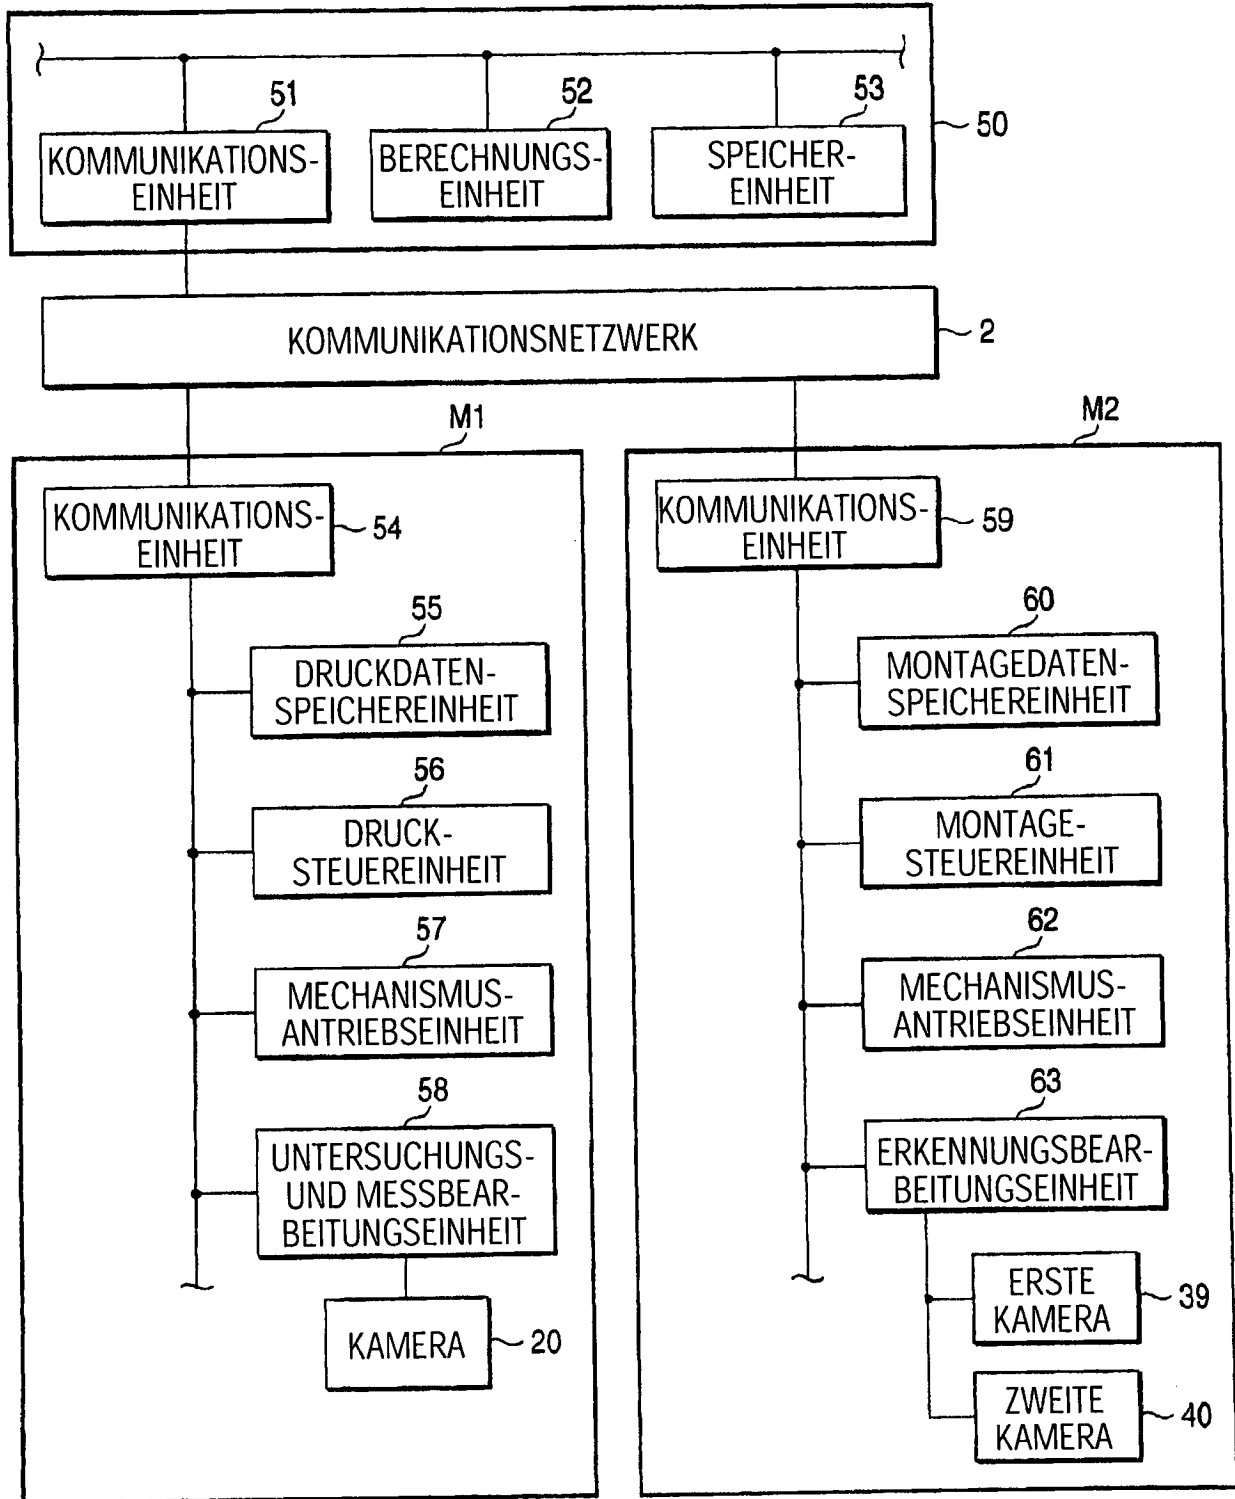 51
52
53
50
KOMMUNIKATIONS-
EINHEIT
BERECHNUNGS-
EINHEIT
SPEICHER-
EINHEIT
KOMMUNIKATIONSNETZWERK
2
M1
KOMMUNIKATIONS-
EINHEIT
54
55
DRUCKDATEN-
SPEICHEREINHEIT
56
DRUCK-
STEUEREINHEIT
57
MECHANISMUS-
ANTRIEBSEINHEIT
58
UNTERSUCHUNGS-
UND MESSBEAR-
BEITUNGSEINHEIT
KAMERA
20
M2
KOMMUNIKATIONS-
EINHEIT
59
60
MONTAGEDATEN-
SPEICHEREINHEIT
61
MONTAGE-
STEUEREINHEIT
62
MECHANISMUS-
ANTRIEBSEINHEIT
63
ERKENNUNGSBEAR-
BEITUNGSEINHEIT
ERSTE
KAMERA
39
ZWEITE
KAMERA
40